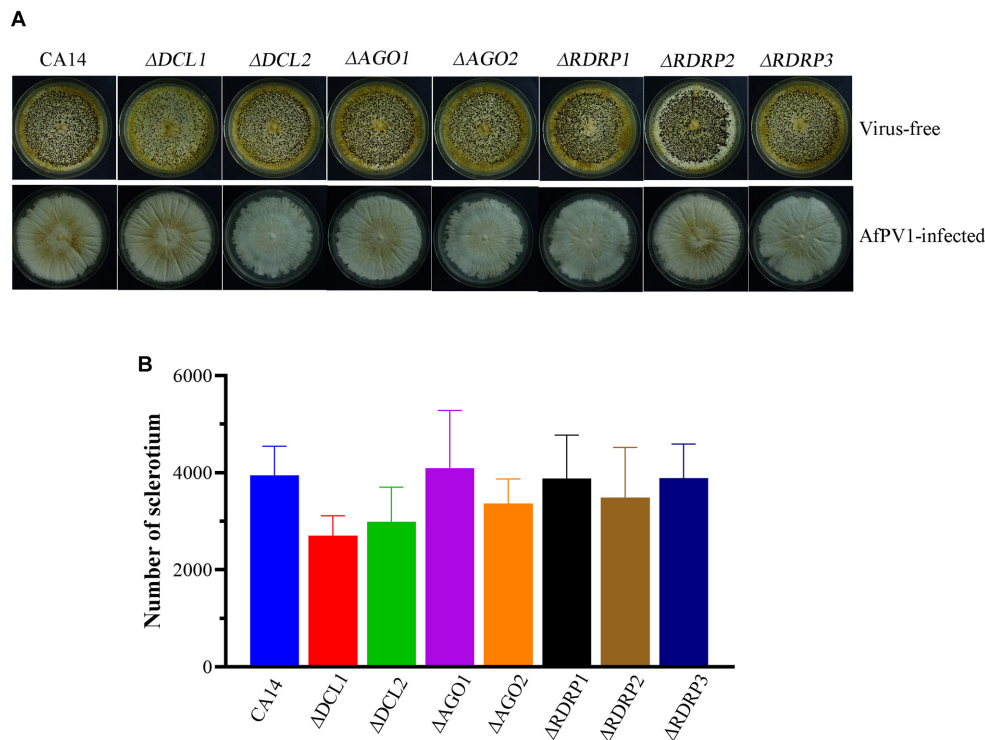 A
CA14 ΔDCL1 ΔDCL2 ΔAGO1 ΔAGO2 ΔRDRP1 ΔRDRP2 ΔRDRP3
Virus-free
AfPV1-infected
B
Number of sclerotium
6000
4000
2000
0
CA14 ΔDCL1 ΔDCL2 ΔAGO1 ΔAGO2 ΔRDRP1 ΔRDRP2 ΔRDRP3